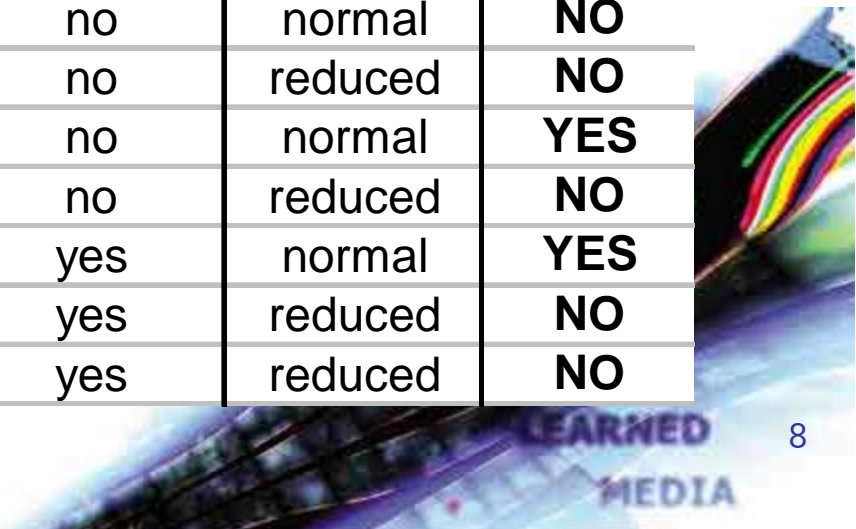 no normal NO
no reduced NO
no normal YES
no reduced NO
yes normal YES
yes reduced NO
yes reduced NO
LEARNED 8
MEDIA